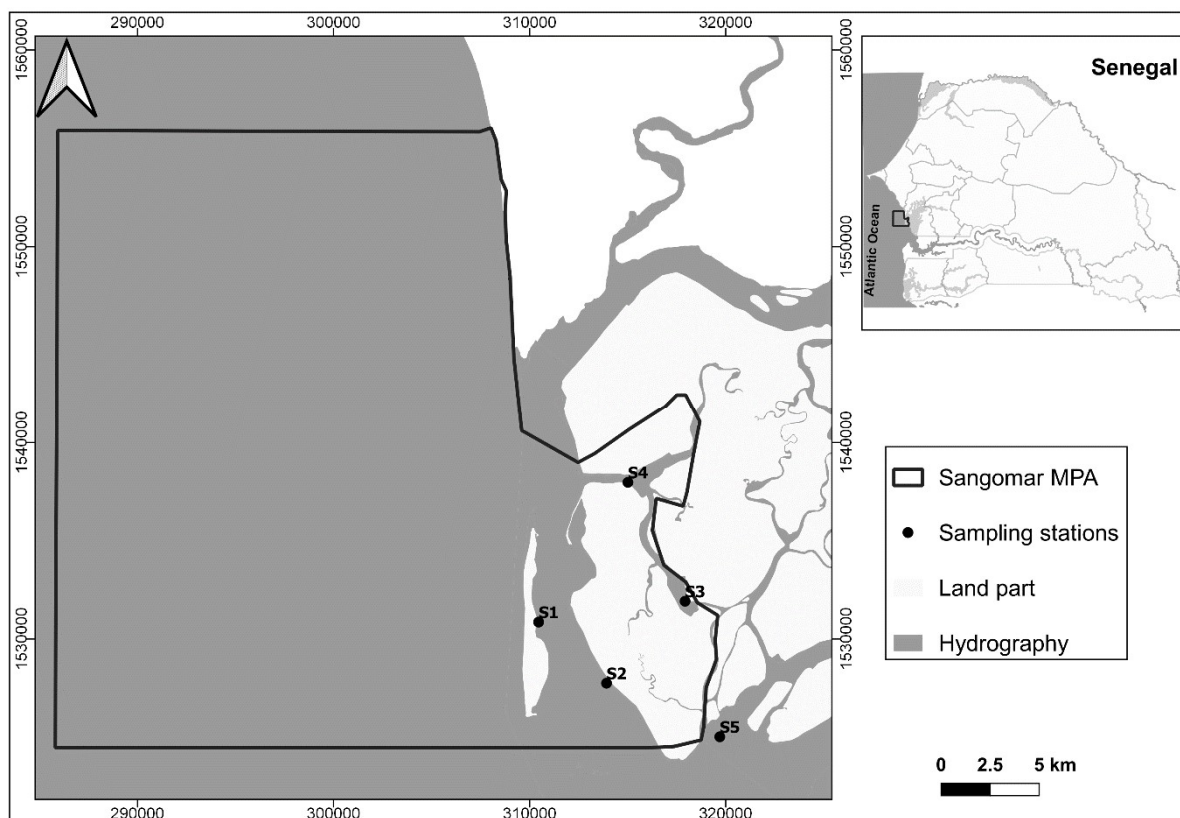 290000
300000
310000
320000
1560000
1550000
1540000
1530000
S4
S3
S1
S2
S5
1560000
1550000
1540000
1530000
290000
300000
310000
320000
Senegal
Atlantic Ocean
Sangomar MPA
Sampling stations
Land part
Hydrography
0 2.5 5 km